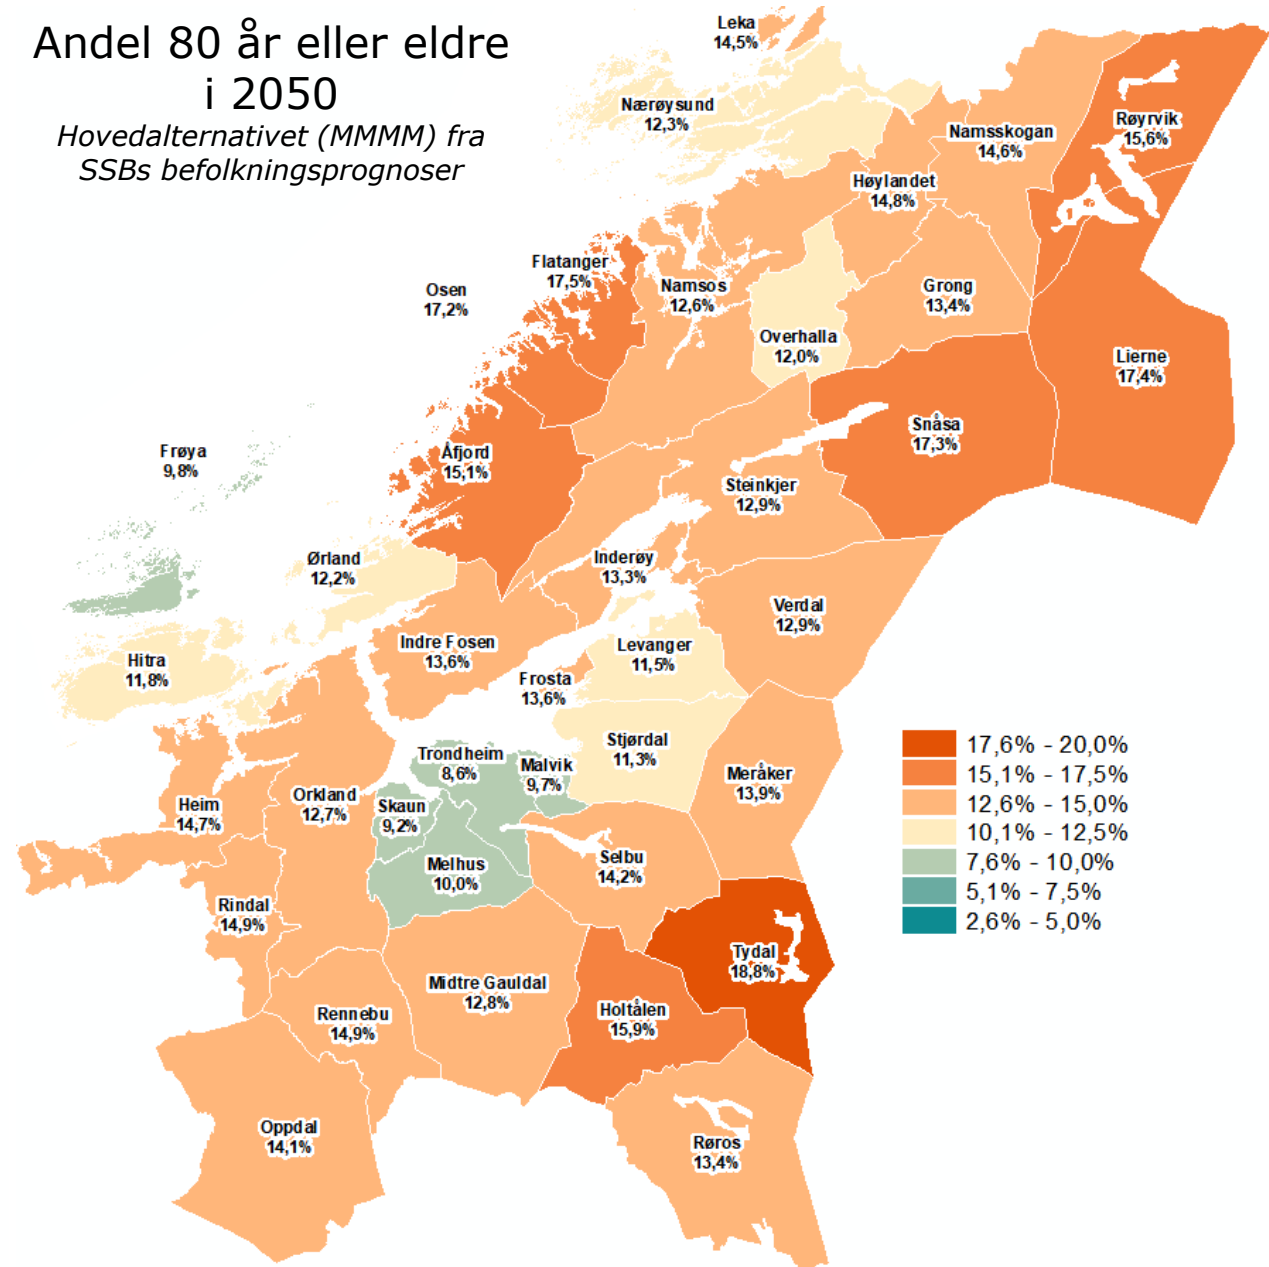 Andel 80 år eller eldre
i 2050
Hovedalternativet (MMMM) fra
SSBs befolkningsprognoser
Leka
14,5%
Nærøysund
12,3%
Namsskogan
14,6%
Røyrvik
15,6%
Høylandet
14,8%
Flatanger
17,5%
Osen
17,2%
Namsos
12,6%
Grong
13,4%
Overhalla
12,0%
Lierne
17,4%
Snåsa
17,3%
Frøya
9,8%
Åfjord
15,1%
Steinkjer
12,9%
Ørland
12,2%
Inderøy
13,3%
Verdal
12,9%
Indre Fosen
13,6%
Levanger
11,5%
Hitra
11,8%
Frosta
13,6%
Stjørdal
11,3%
Trondheim
8,6%
Malvik
9,7%
Meråker
13,9%
Orkland
12,7%
Skaun
9,2%
Heim
14,7%
Melhus
10,0%
Selbu
14,2%
Rindal
14,9%
Tydal
18,8%
Midtre Gauldal
12,8%
Rennebu
14,9%
Holtålen
15,9%
Oppdal
14,1%
Røros
13,4%
17,6% - 20,0%
15,1% - 17,5%
12,6% - 15,0%
10,1% - 12,5%
7,6% - 10,0%
5,1% - 7,5%
2,6% - 5,0%